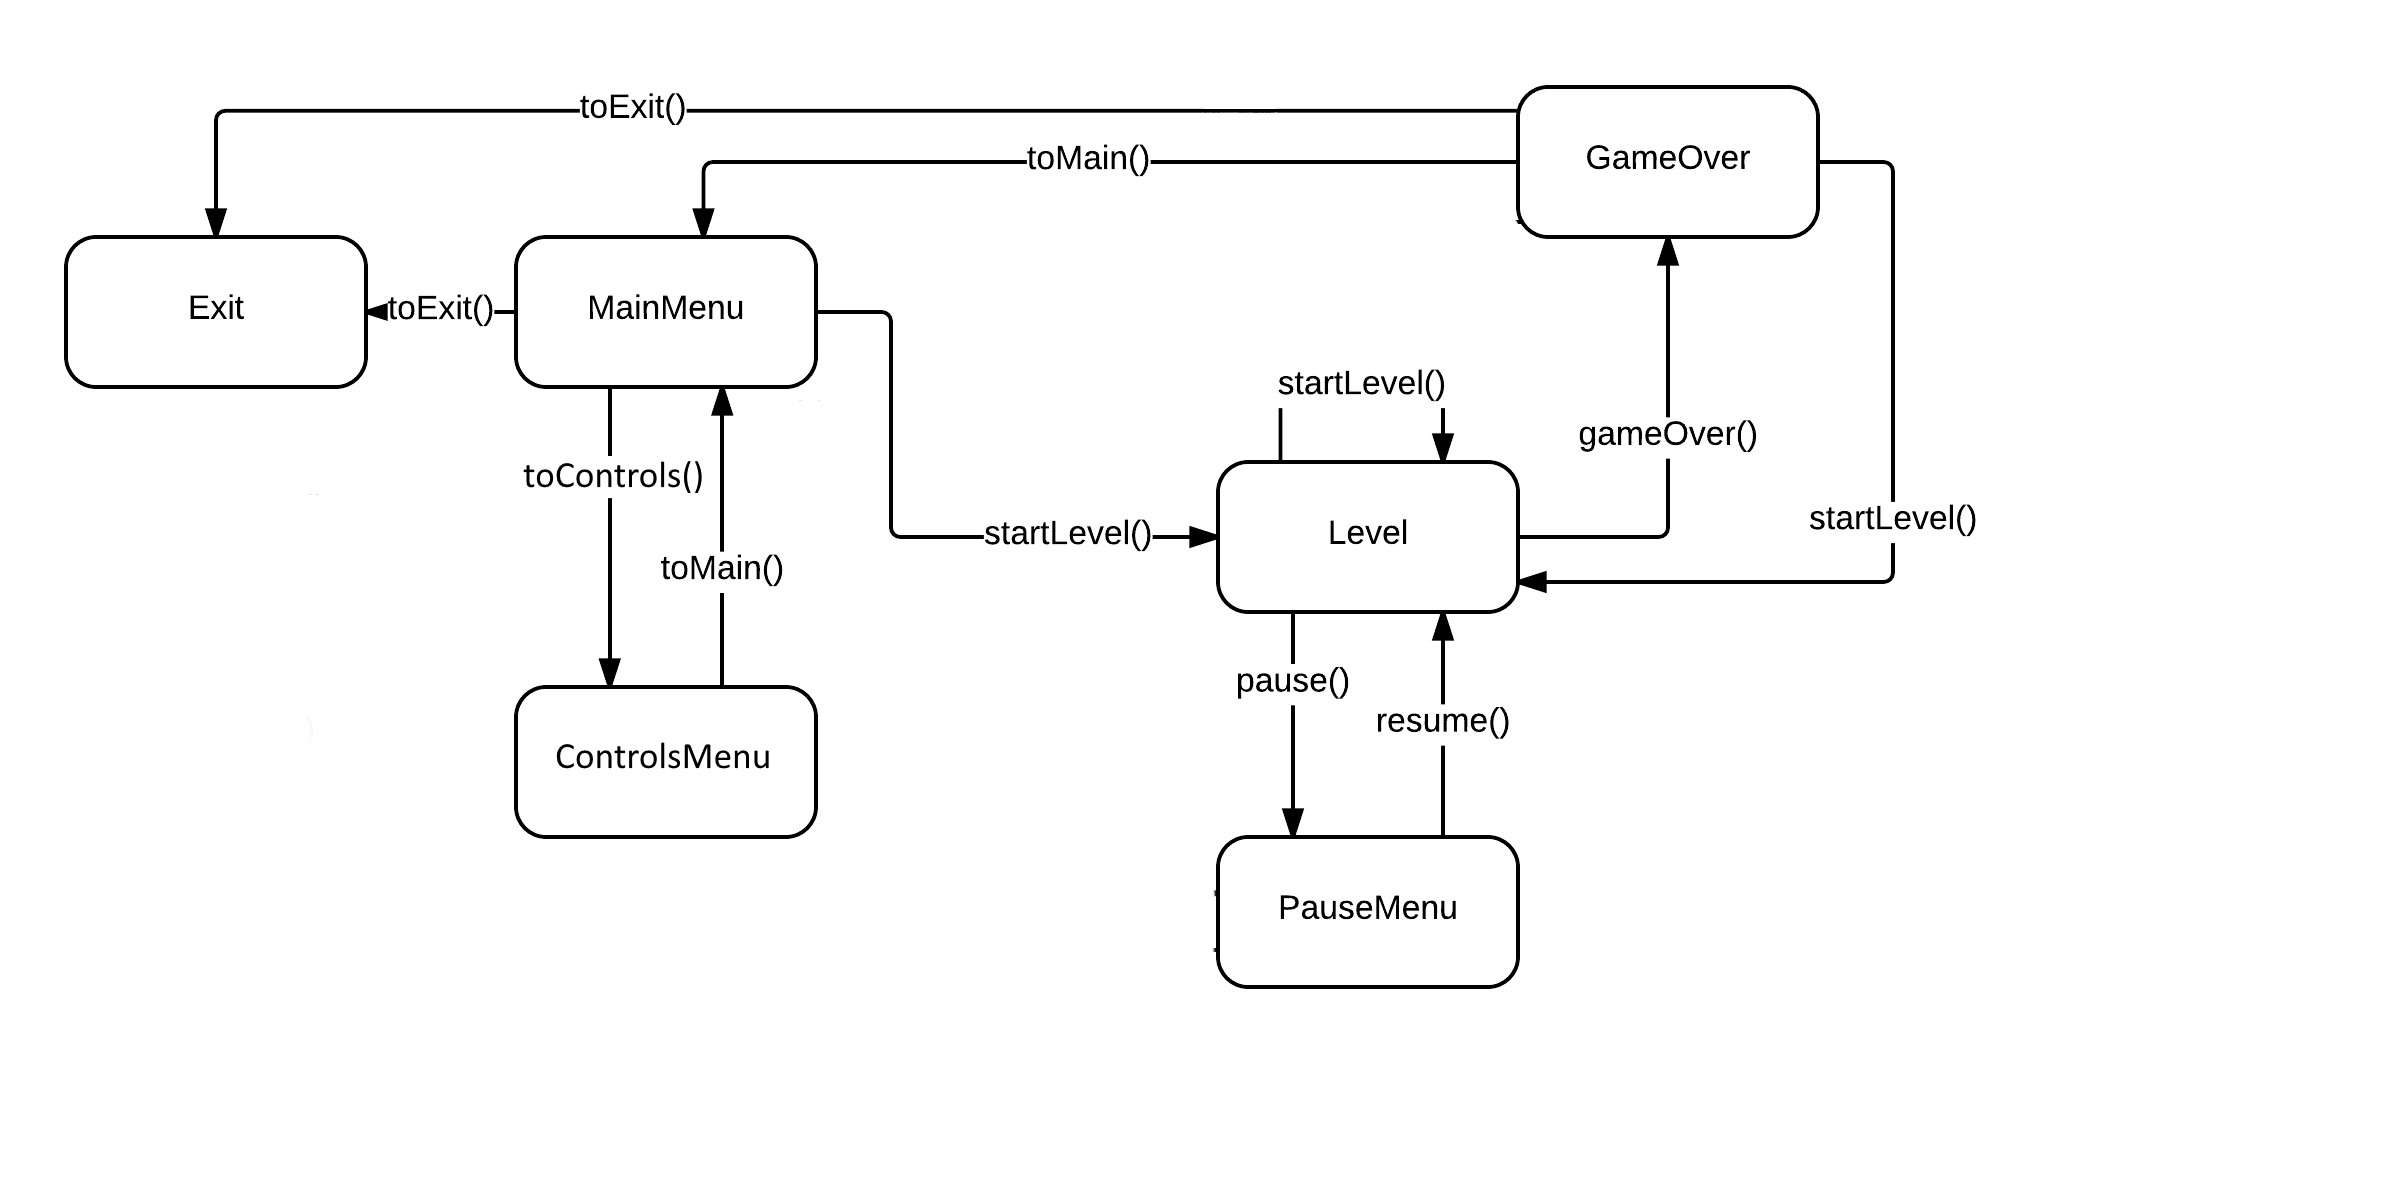 toExit()
toMain()
GameOver
Exit
toExit()
MainMenu
startLevel()
gameOver()
toControls()
startLevel()
startLevel()
Level
toMain()
pause()
resume()
ControlsMenu
PauseMenu